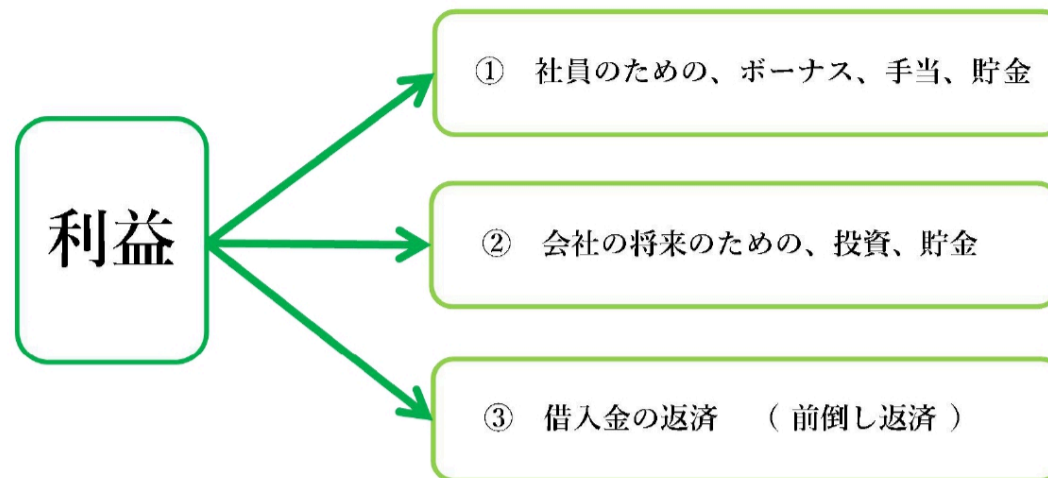 利益
① 社員のための、ボーナス、手当、貯金
② 会社の将来のための、投資、貯金
③ 借入金の返済 （ 前倒し返済 ）